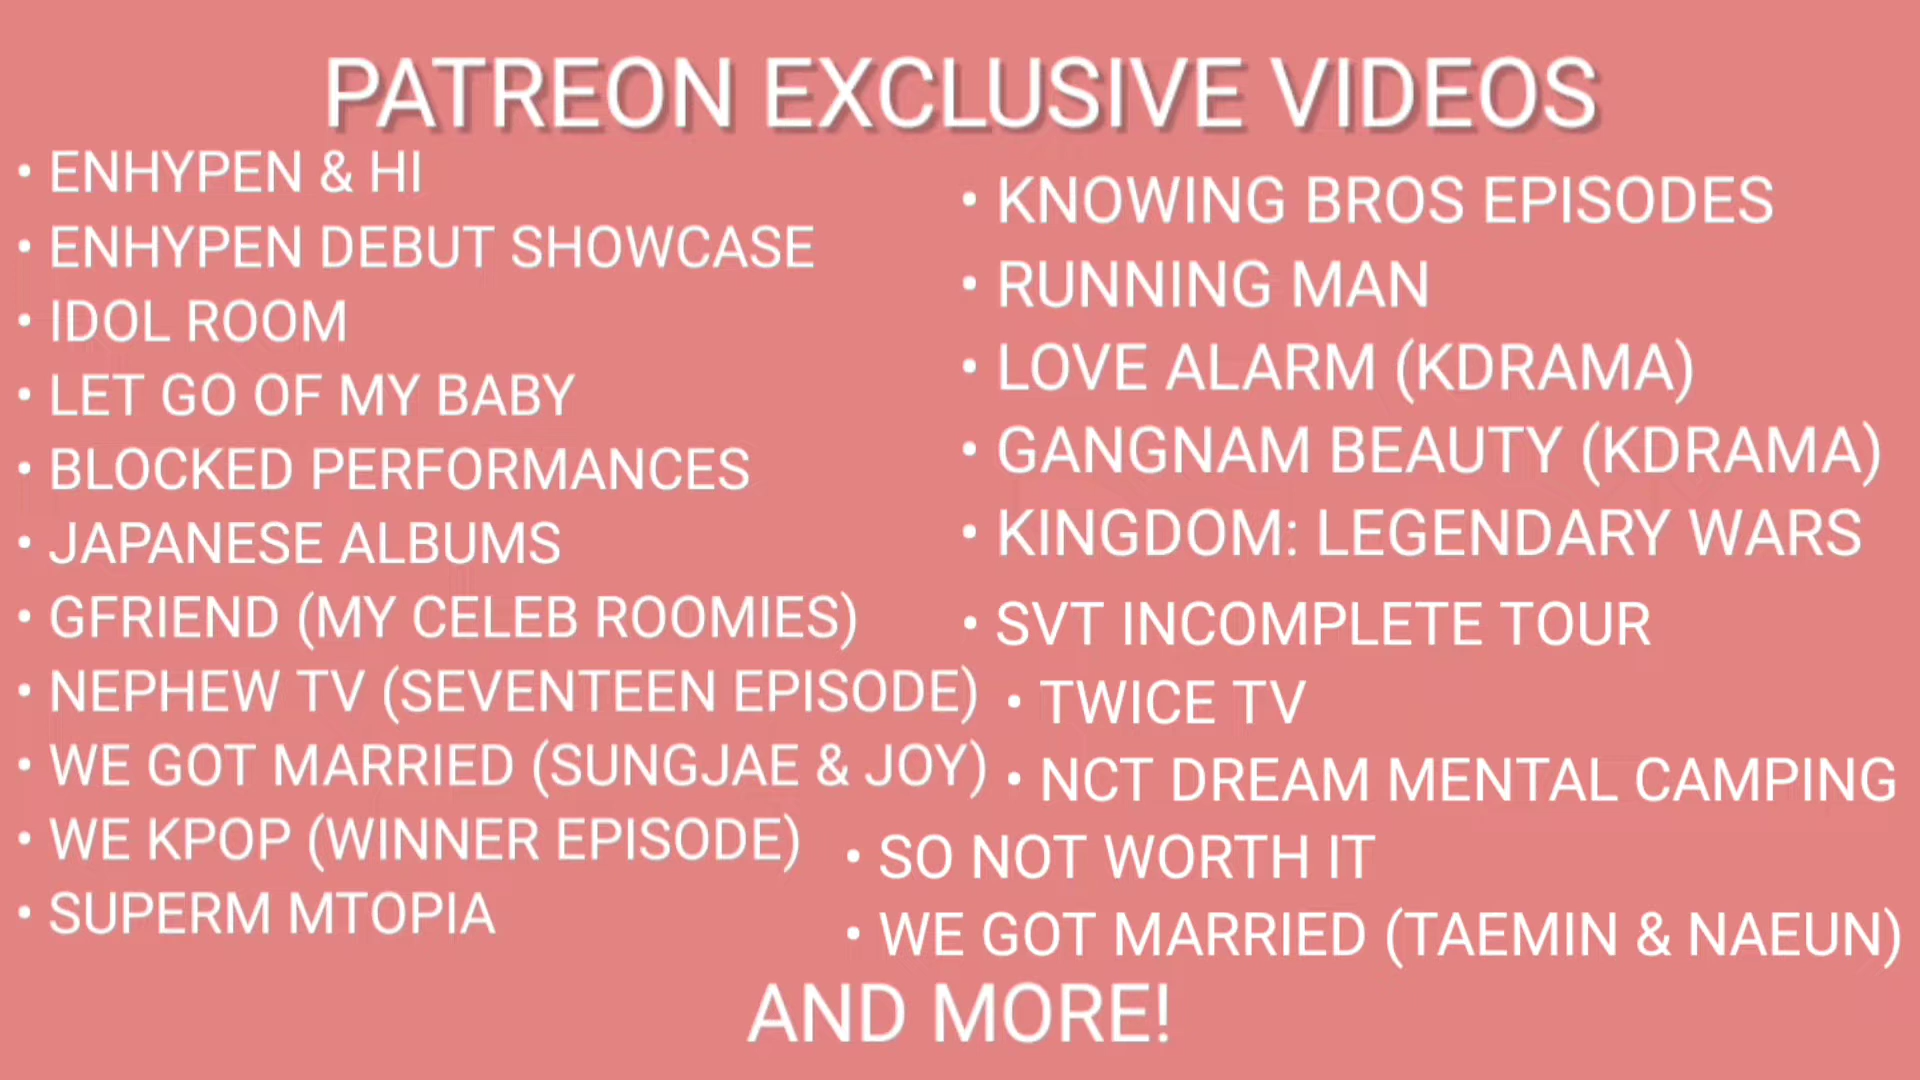 PATREON EXCLUSIVE VIDEOS
• ENHYPEN & HI
• ENHYPEN DEBUT SHOWCASE
• IDOL ROOM
• LET GO OF MY BABY
• BLOCKED PERFORMANCES
• JAPANESE ALBUMS
• GFRIEND (MY CELEB ROOMIES)
• NEPHEW TV (SEVENTEEN EPISODE)
• WE GOT MARRIED (SUNGJAE & JOY)
• WE KPOP (WINNER EPISODE)
• SUPERM MTOPIA
• KNOWING BROS EPISODES
• RUNNING MAN
• LOVE ALARM (KDRAMA)
• GANGNAM BEAUTY (KDRAMA)
• KINGDOM: LEGENDARY WARS
• SVT INCOMPLETE TOUR
• TWICE TV
• NCT DREAM MENTAL CAMPING
• SO NOT WORTH IT
• WE GOT MARRIED (TAEMIN & NAEUN)
AND MORE!